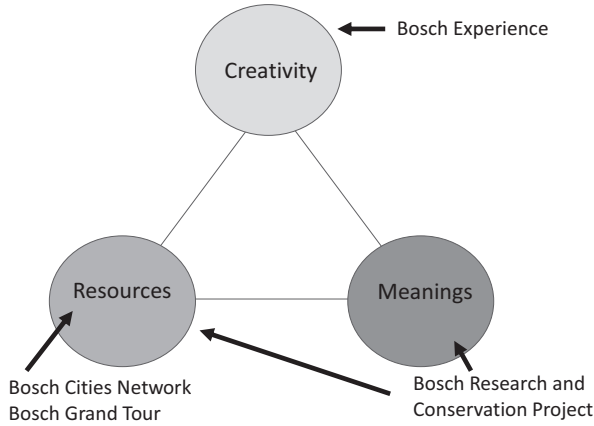 Bosch Experience
Creativity
Resources
Meanings
Bosch Cities Network
Bosch Grand Tour
Bosch Research and
Conservation Project